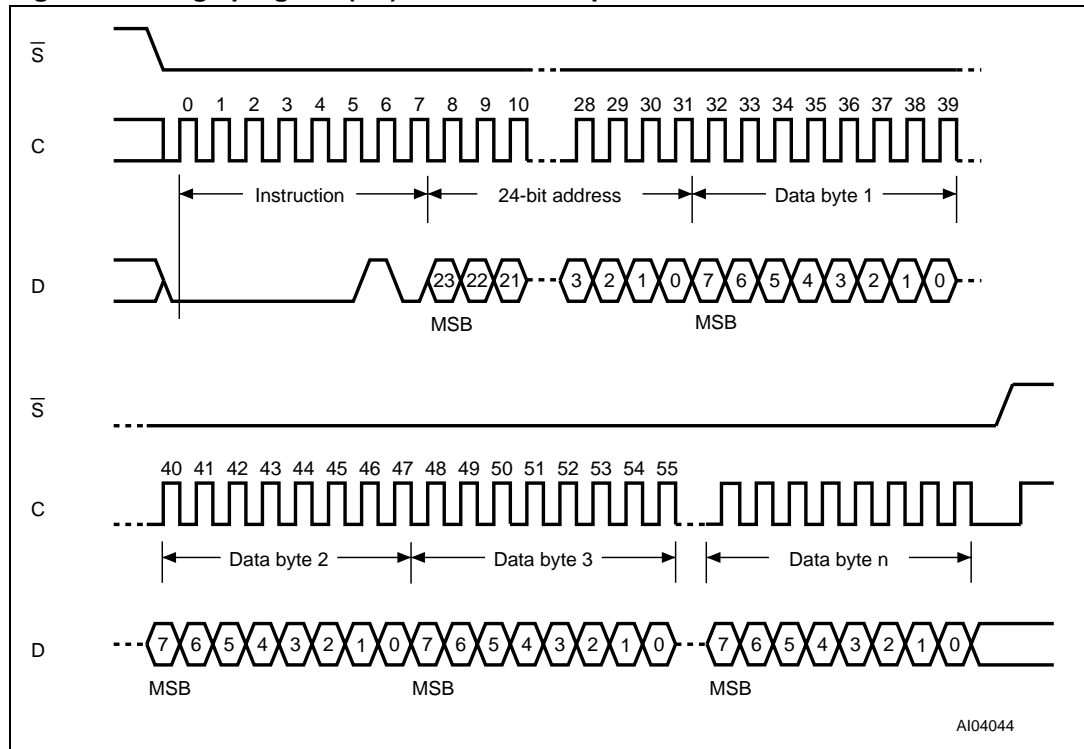 S
0 1 2 3 4 5 6 7 8 9 10 28 29 30 31 32 33 34 35 36 37 38 39
C
Instruction 24-bit address Data byte 1
D 23 22 21 3 2 1 0 7 6 5 4 3 2 1 0
MSB MSB
S
40 41 42 43 44 45 46 47 48 49 50 51 52 53 54 55
C
Data byte 2 Data byte 3 Data byte n
D 7 6 5 4 3 2 1 0 7 6 5 4 3 2 1 0 7 6 5 4 3 2 1 0
MSB MSB MSB
AI04044